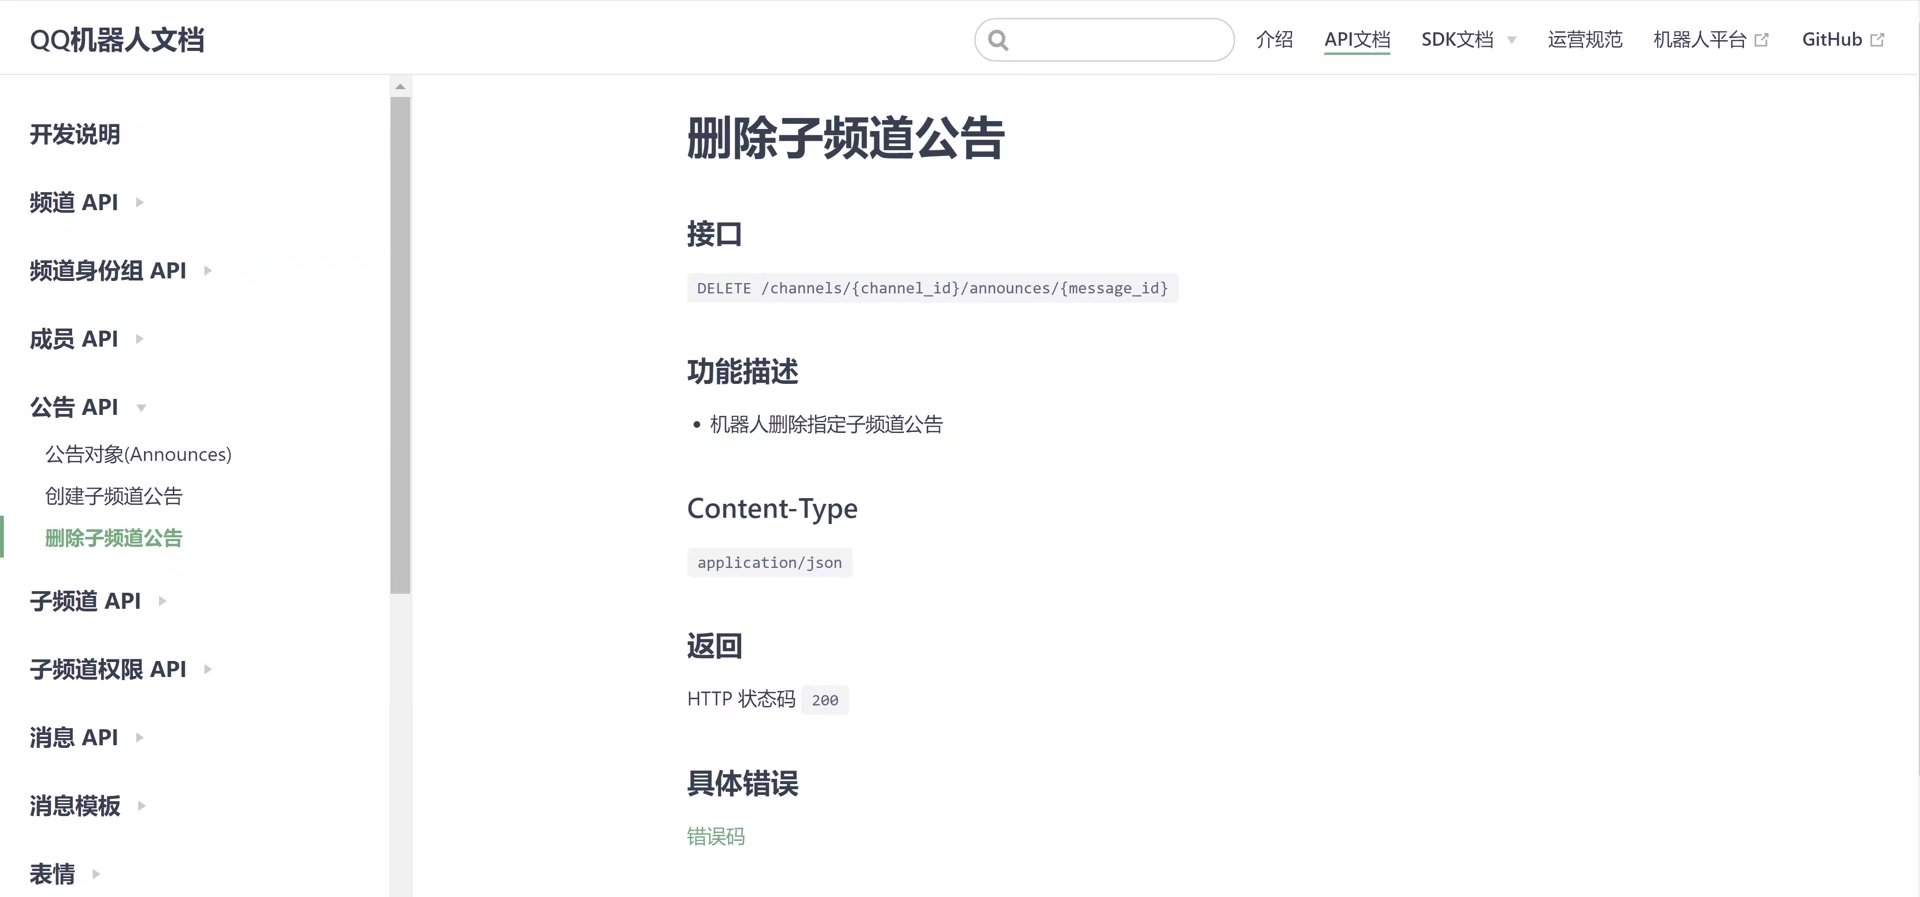 QQ机器人文档
介绍
API文档
SDK文档
运营规范
机器人平台
GitHub
开发说明
频道 API
频道身份组 API
成员 API
公告 API
公告对象(Announces)
创建子频道公告
删除子频道公告
子频道 API
子频道权限 API
消息 API
消息模板
表情
删除子频道公告
接口
DELETE /channels/{channel_id}/announces/{message_id}
功能描述
• 机器人删除指定子频道公告
Content-Type
application/json
返回
HTTP 状态码 200
具体错误
错误码